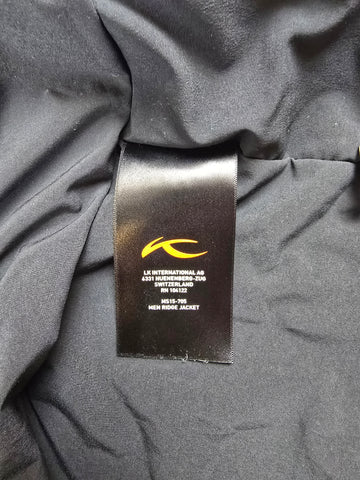 LK INTERNATIONAL AG
6331 HUENENBERG-ZUG
SWITZERLAND
RN 104122
MS15-705
MEN RIDGE JACKET